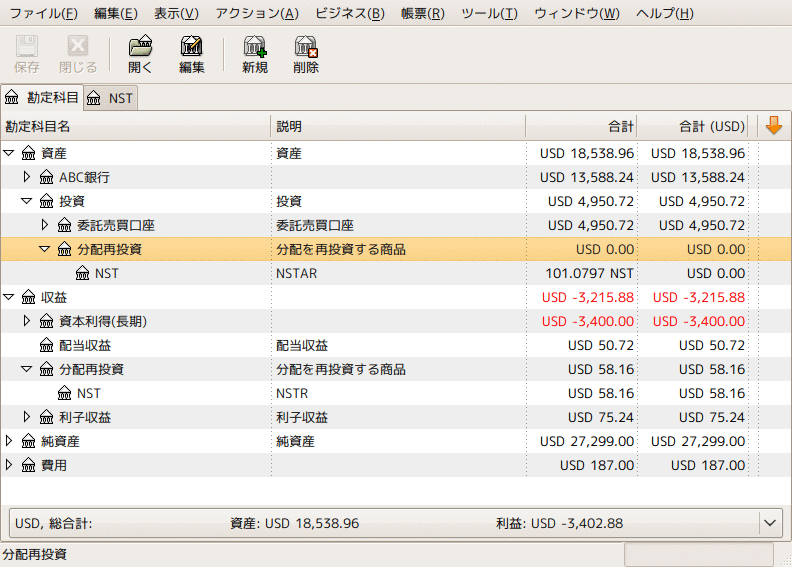 ファイル(F) 編集(E) 表示(V) アクション(A) ビジネス(B) 帳票(R) ツール(T) ウィンドウ(W) ヘルプ(H)
保存 閉じる 開く 編集 新規 削除
勘定科目 NST
勘定科目名 説明 合計 合計 (USD)
資産 資産 USD 18,538.96 USD 18,538.96
ABC銀行 USD 13,588.24 USD 13,588.24
投資 投資 USD 4,950.72 USD 4,950.72
委託売買口座 委託売買口座 USD 4,950.72 USD 4,950.72
分配再投資 分配を再投資する商品 USD 0.00 USD 0.00
NST NSTAR 101.0797 NST USD 0.00
収益 USD -3,215.88 USD -3,215.88
資本利得(長期) USD -3,400.00 USD -3,400.00
配当収益 配当収益 USD 50.72 USD 50.72
分配再投資 分配を再投資する商品 USD 58.16 USD 58.16
NST NSTR USD 58.16 USD 58.16
利子収益 利子収益 USD 75.24 USD 75.24
純資産 純資産 USD 27,299.00 USD 27,299.00
費用 USD 187.00 USD 187.00
USD, 総合計: 資産: USD 18,538.96 利益: USD -3,402.88
分配再投資